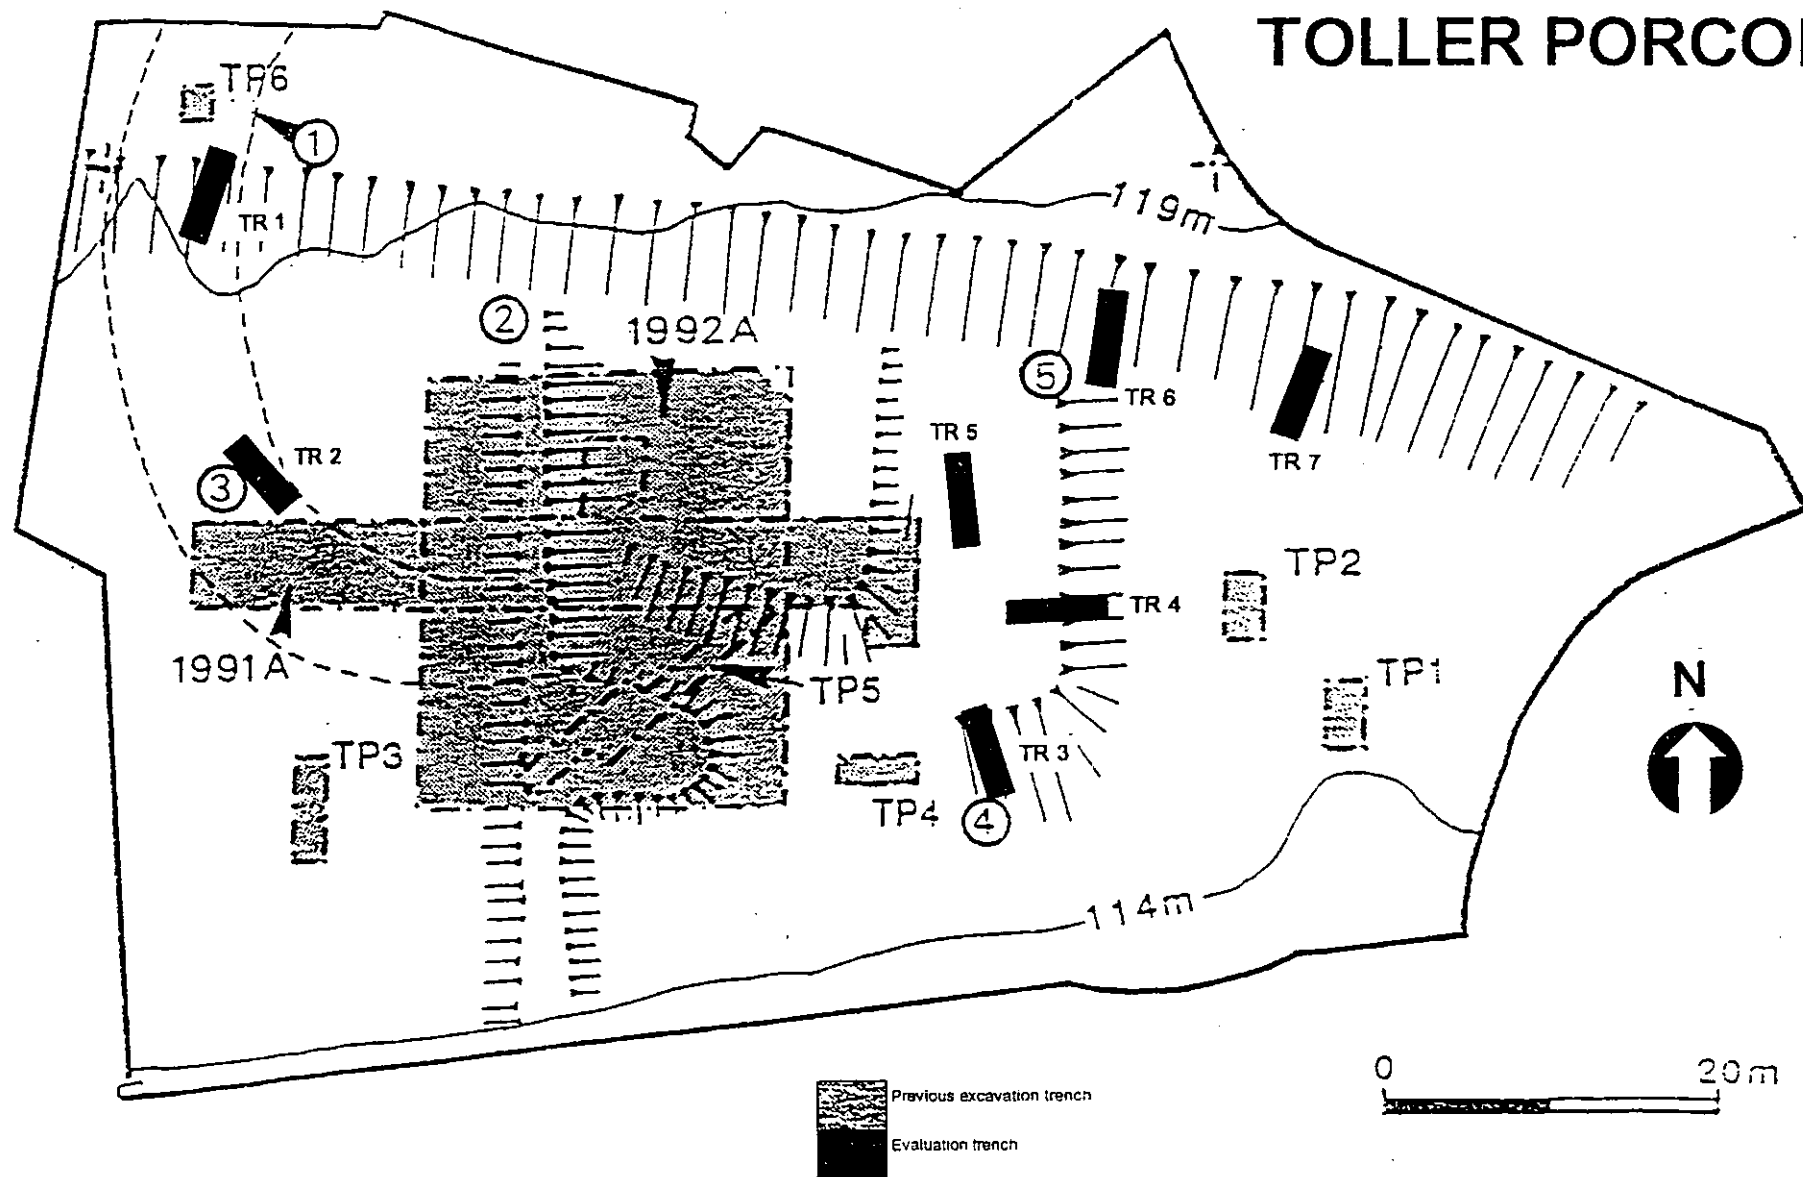 TOLLER PORCO
TP6
1
TR 1
119m
2
1992A
5
TR 6
TR 5
TR 2
TR 7
3
TP2
TR 4
1991A
TP5
TP1
N
TP3
TR 3
TP4
4
114m
0 20m
Previous excavation trench
Evaluation trench